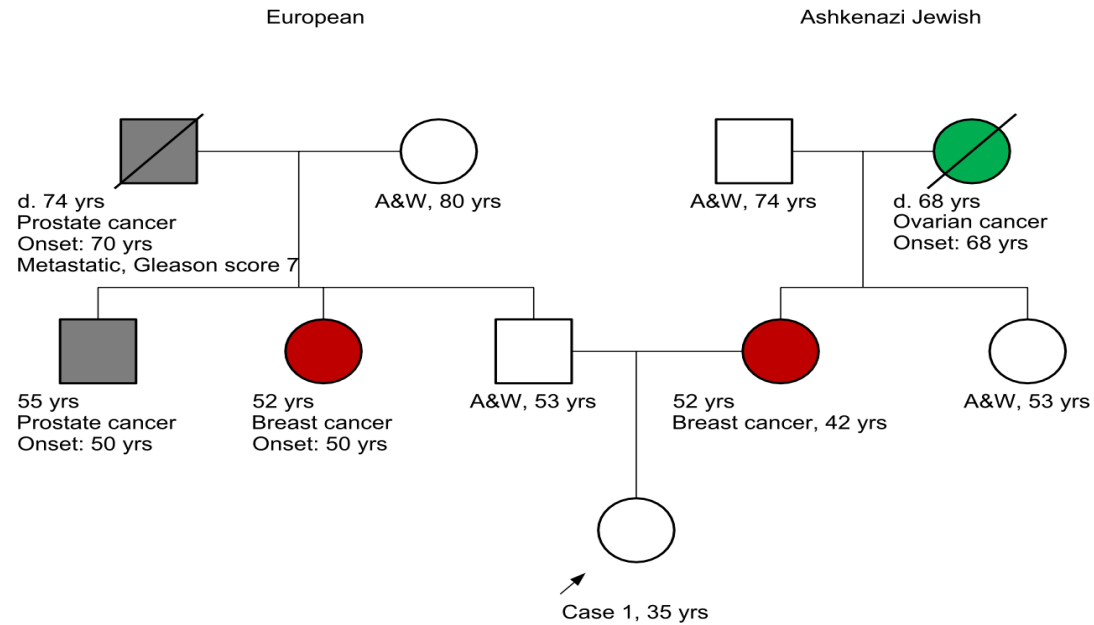 European
Ashkenazi Jewish
d. 74 yrs
Prostate cancer
Onset: 70 yrs
Metastatic, Gleason score 7
A&W, 80 yrs
A&W, 74 yrs
d. 68 yrs
Ovarian cancer
Onset: 68 yrs
55 yrs
Prostate cancer
Onset: 50 yrs
52 yrs
Breast cancer
Onset: 50 yrs
A&W, 53 yrs
52 yrs
Breast cancer, 42 yrs
A&W, 53 yrs
Case 1, 35 yrs